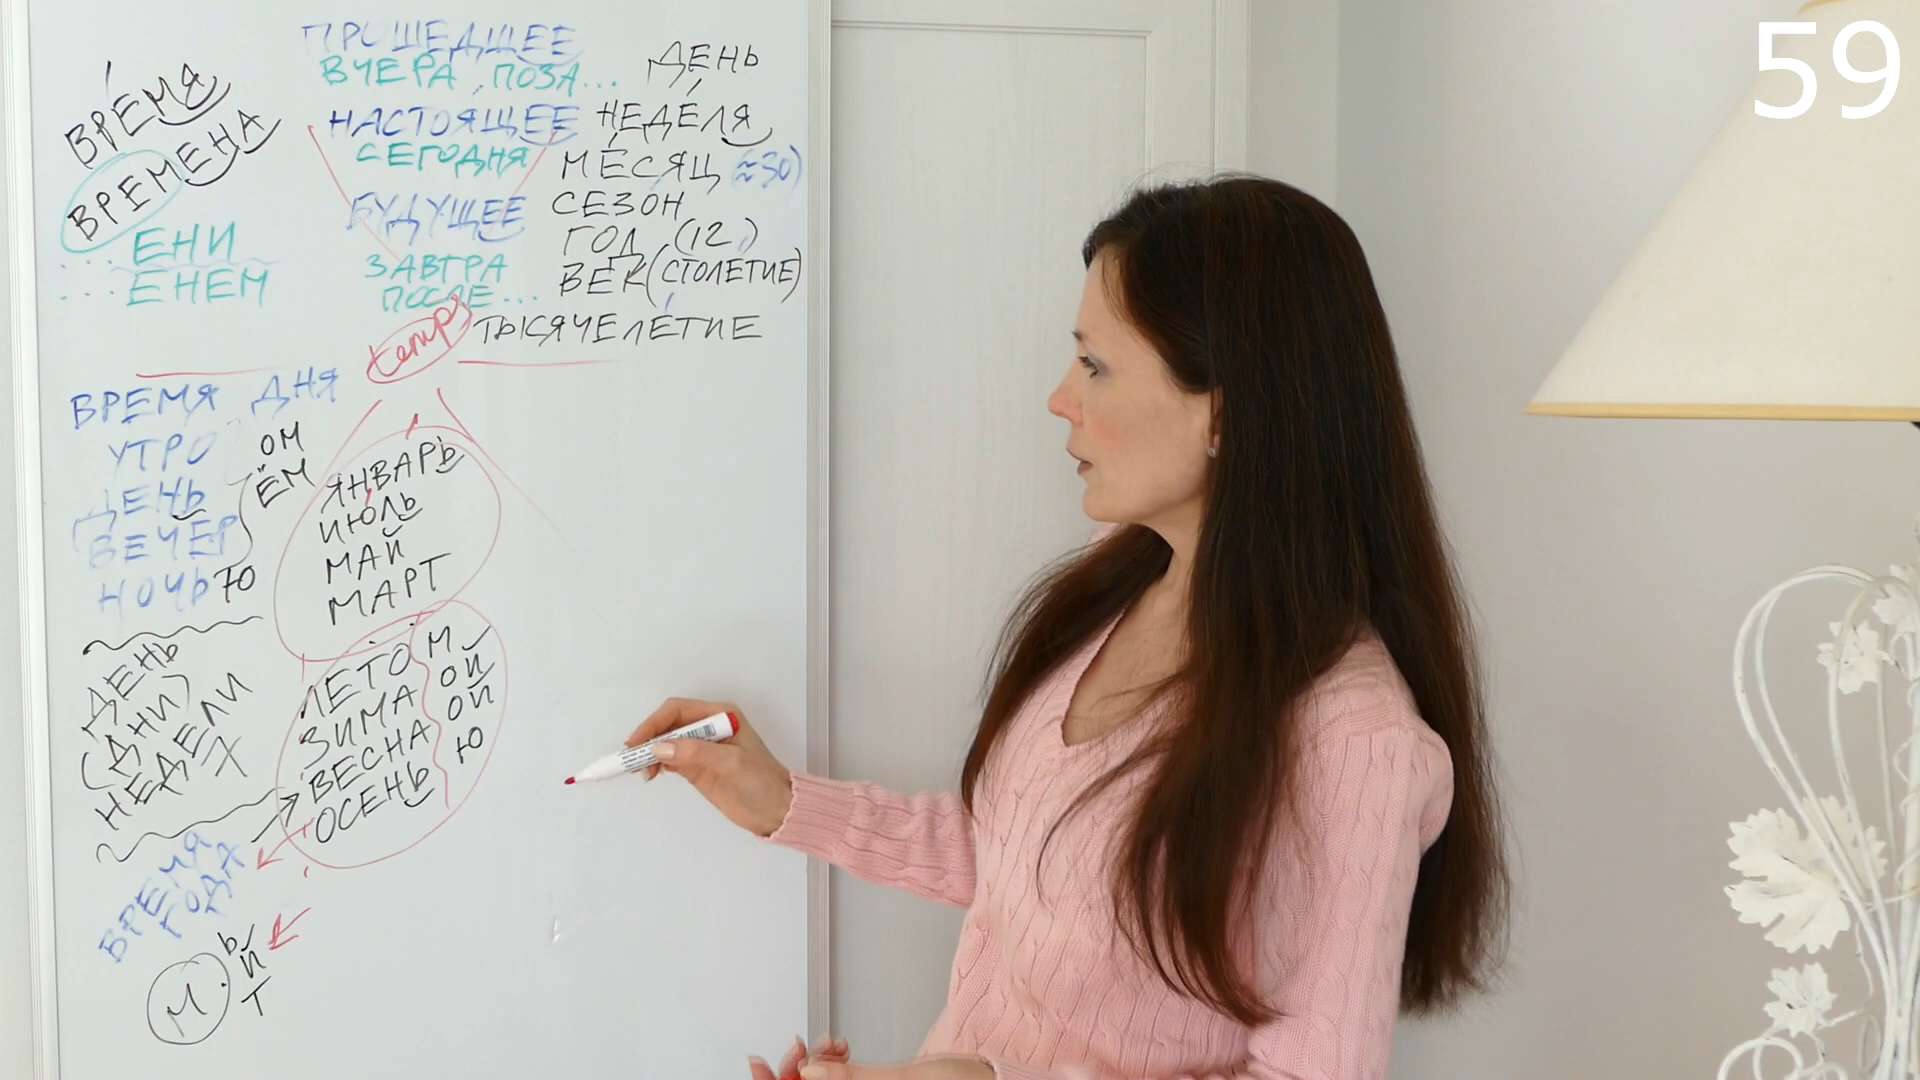 59
ВРЕМЯ
ВРЕМЕНА
...ЕНИ
...ЕНЕМ
ПРОШЕДШЕЕ
ВЧЕРА, ПОЗА...
НАСТОЯЩЕЕ
СЕГОДНЯ
БУДУЩЕЕ
ЗАВТРА
ПОСЛЕ...
ДЕНЬ
НЕДЕЛЯ
МЕСЯЦ (≈30)
СЕЗОН
ГОД (12)
ВЕК (СТОЛЕТИЕ)
ТЫСЯЧЕЛЕТИЕ
ВРЕМЯ ДНЯ
УТРО
ДЕНЬ
ВЕЧЕР
НОЧЬЮ
ОМ
ЁМ
ЯНВАРЬ
ИЮЛЬ
МАЙ
МАРТ
ДЕНЬ
(ДНИ)
НЕДЕЛИ
Х
ЛЕТО М
ЗИМА ОЙ
ВЕСНА ОЙ
ОСЕНЬ Ю
ВРЕМЯ
ГОДА
М.
Ь
Й
Т